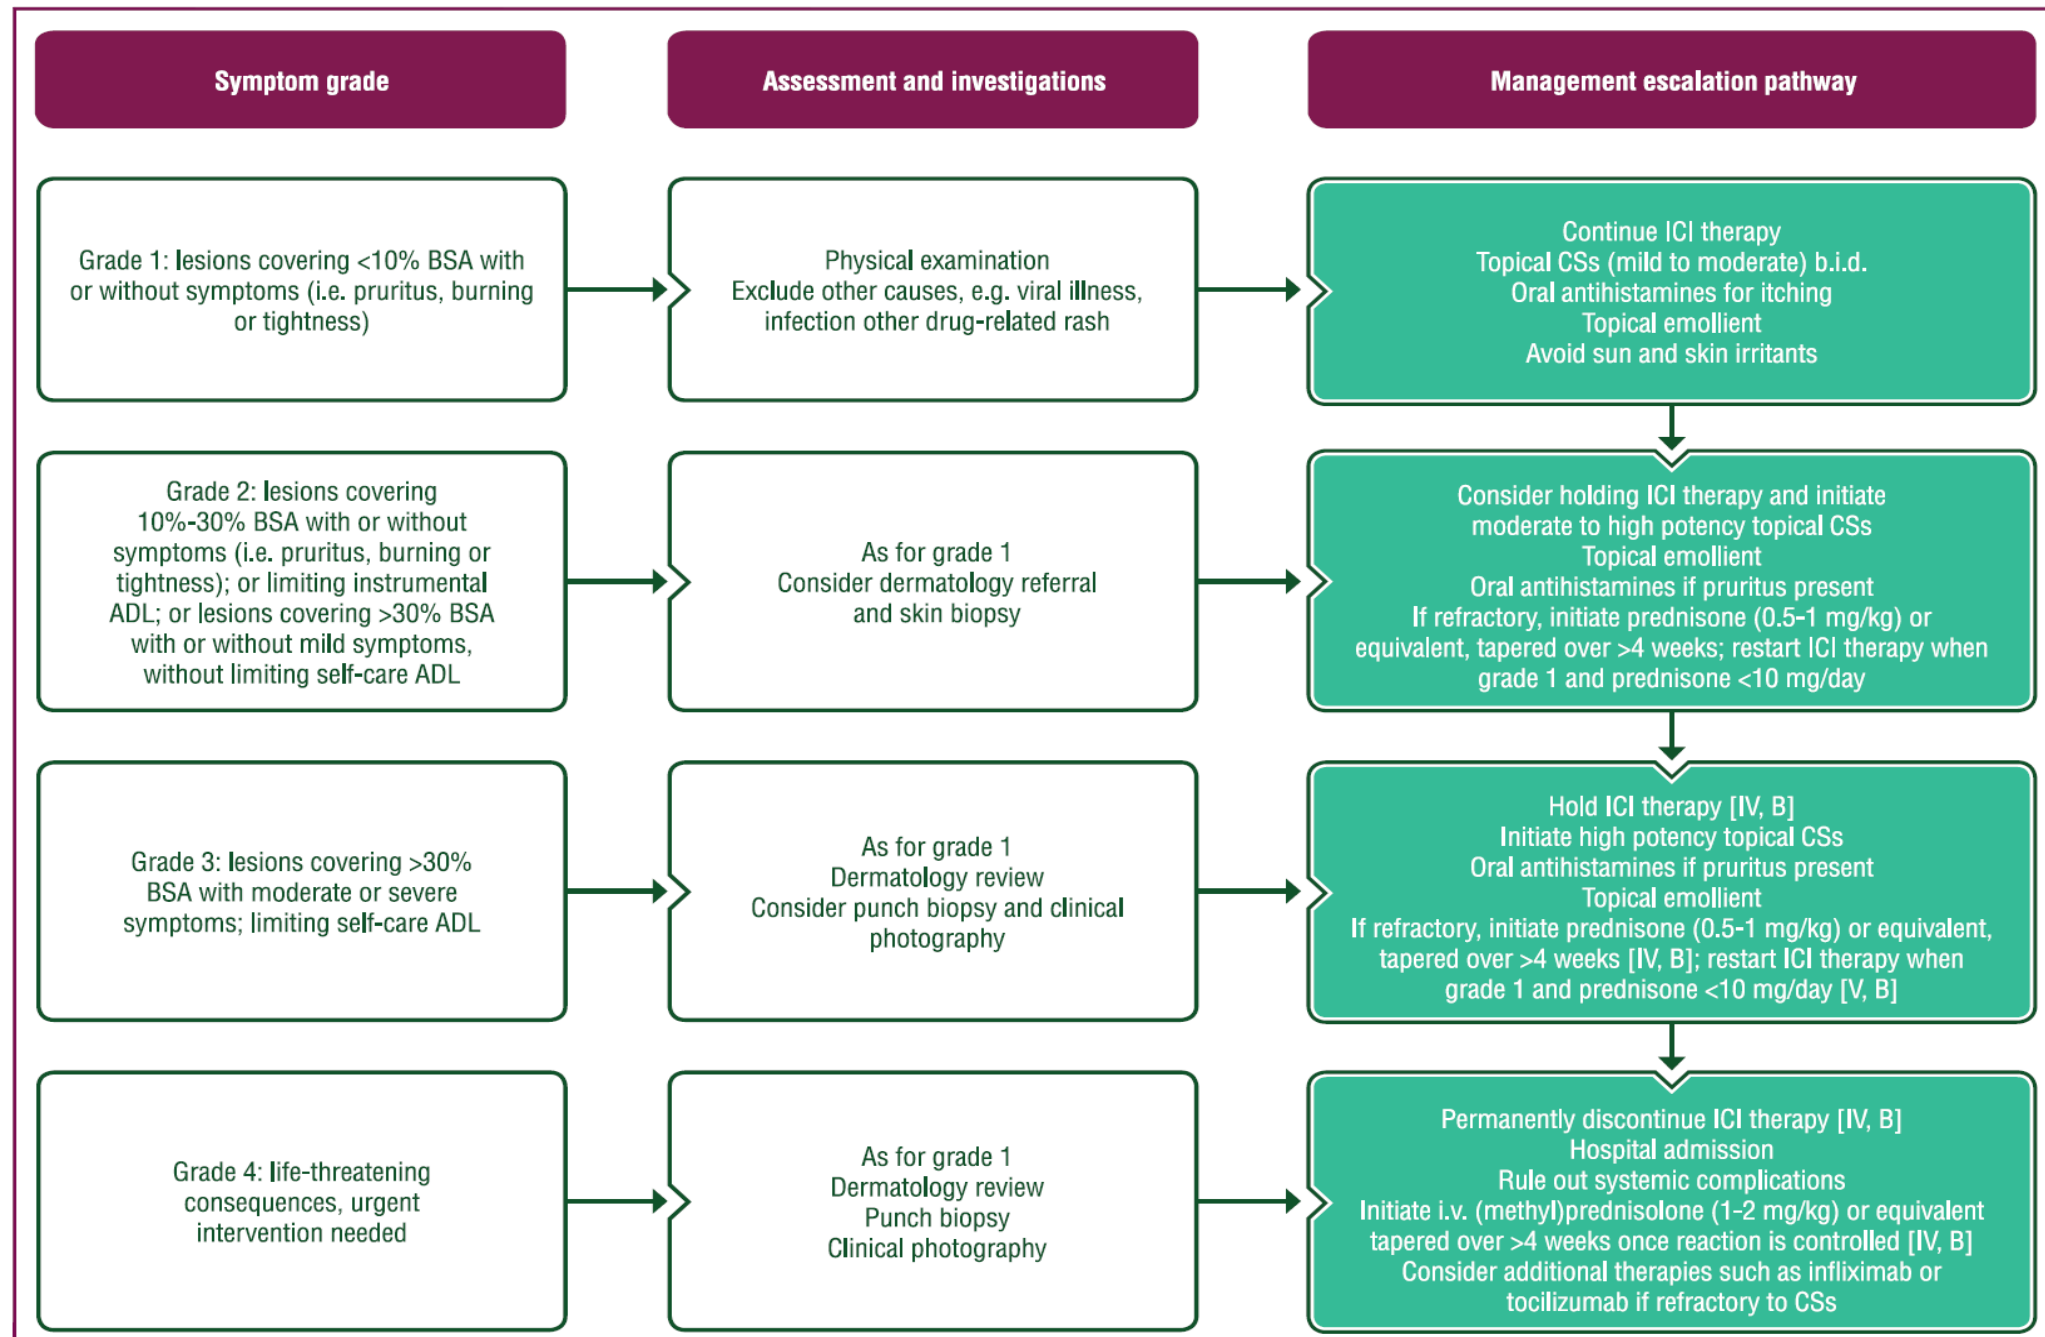 Symptom grade
Assessment and investigations
Management escalation pathway
Grade 1: lesions covering <10% BSA with
or without symptoms (i.e. pruritus, burning
or tightness)
Physical examination
Exclude other causes, e.g. viral illness,
infection other drug-related rash
Continue ICI therapy
Topical CSs (mild to moderate) b.i.d.
Oral antihistamines for itching
Topical emollient
Avoid sun and skin irritants
Grade 2: lesions covering
10%-30% BSA with or without
symptoms (i.e. pruritus, burning or
tightness); or limiting instrumental
ADL; or lesions covering >30% BSA
with or without mild symptoms,
without limiting self-care ADL
As for grade 1
Consider dermatology referral
and skin biopsy
Consider holding ICI therapy and initiate
moderate to high potency topical CSs
Topical emollient
Oral antihistamines if pruritus present
If refractory, initiate prednisone (0.5-1 mg/kg) or
equivalent, tapered over >4 weeks; restart ICI therapy when
grade 1 and prednisone <10 mg/day
Grade 3: lesions covering >30%
BSA with moderate or severe
symptoms; limiting self-care ADL
As for grade 1
Dermatology review
Consider punch biopsy and clinical
photography
Hold ICI therapy [IV, B]
Initiate high potency topical CSs
Oral antihistamines if pruritus present
Topical emollient
If refractory, initiate prednisone (0.5-1 mg/kg) or equivalent,
tapered over >4 weeks [IV, B]; restart ICI therapy when
grade 1 and prednisone <10 mg/day [V, B]
Grade 4: life-threatening
consequences, urgent
intervention needed
As for grade 1
Dermatology review
Punch biopsy
Clinical photography
Permanently discontinue ICI therapy [IV, B]
Hospital admission
Rule out systemic complications
Initiate i.v. (methyl)prednisolone (1-2 mg/kg) or equivalent
tapered over >4 weeks once reaction is controlled [IV, B]
Consider additional therapies such as infliximab or
tocilizumab if refractory to CSs